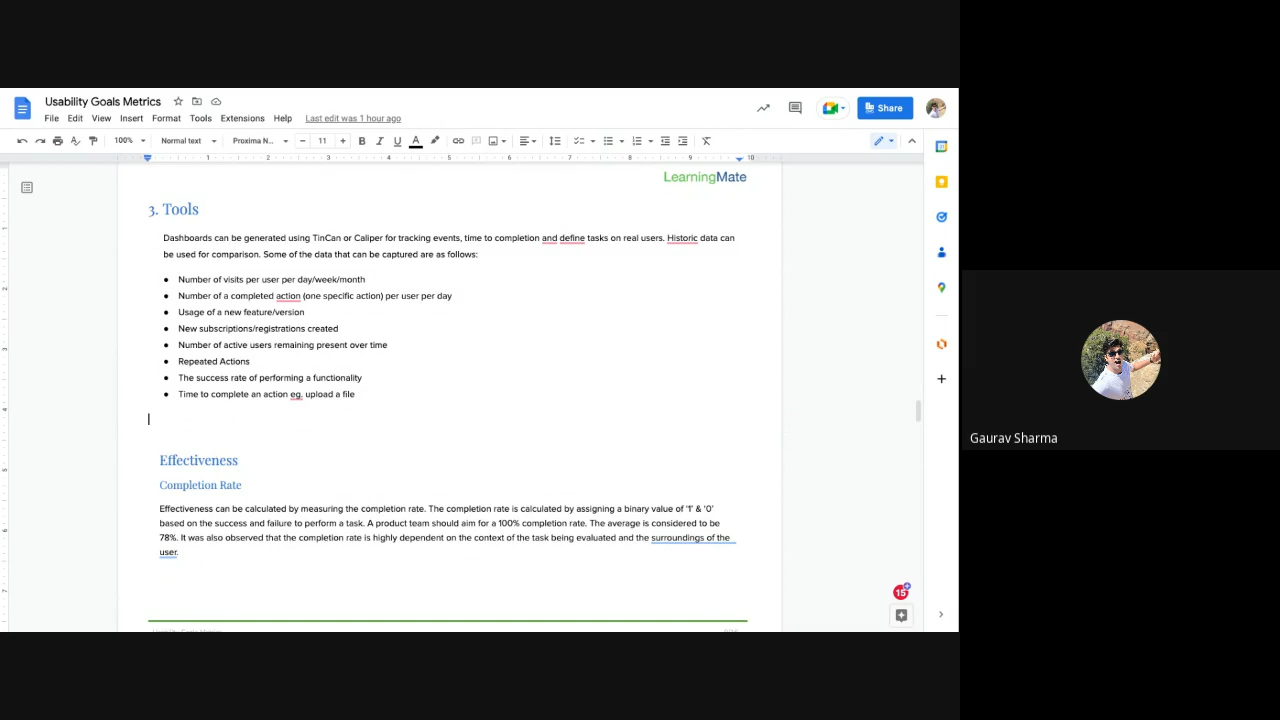 Usability Goals Metrics
File Edit View Insert Format Tools Extensions Help Last edit was 1 hour ago
Share
100% Normal text Proxima N... 11
1 2 3 4 5 6 7 8 9 10
LearningMate
3. Tools
Dashboards can be generated using TinCan or Caliper for tracking events, time to completion and define tasks on real users. Historic data can
be used for comparison. Some of the data that can be captured are as follows:
● Number of visits per user per day/week/month
● Number of a completed action (one specific action) per user per day
● Usage of a new feature/version
● New subscriptions/registrations created
● Number of active users remaining present over time
● Repeated Actions
● The success rate of performing a functionality
● Time to complete an action eg. upload a file
Gaurav Sharma
Effectiveness
Completion Rate
Effectiveness can be calculated by measuring the completion rate. The completion rate is calculated by assigning a binary value of '1' & '0'
based on the success and failure to perform a task. A product team should aim for a 100% completion rate. The average is considered to be
78%. It was also observed that the completion rate is highly dependent on the context of the task being evaluated and the surroundings of the
user.
15